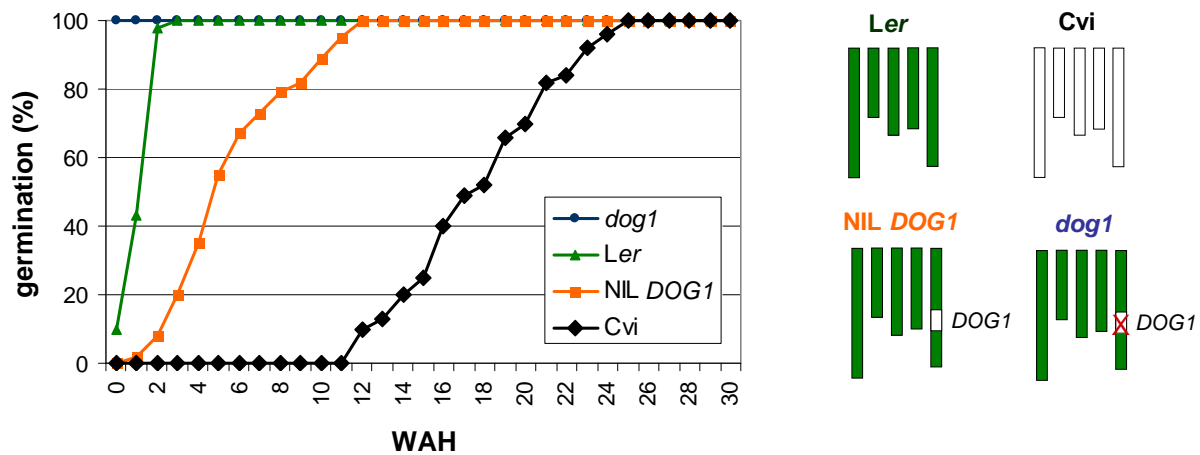 100
80
60
40
20
0
germination (%)
0 2 4 6 8 10 12 14 16 18 20 22 24 26 28 30
WAH
dog1
Ler
NIL DOG1
Cvi
Ler Cvi
NIL DOG1 dog1
DOG1 DOG1